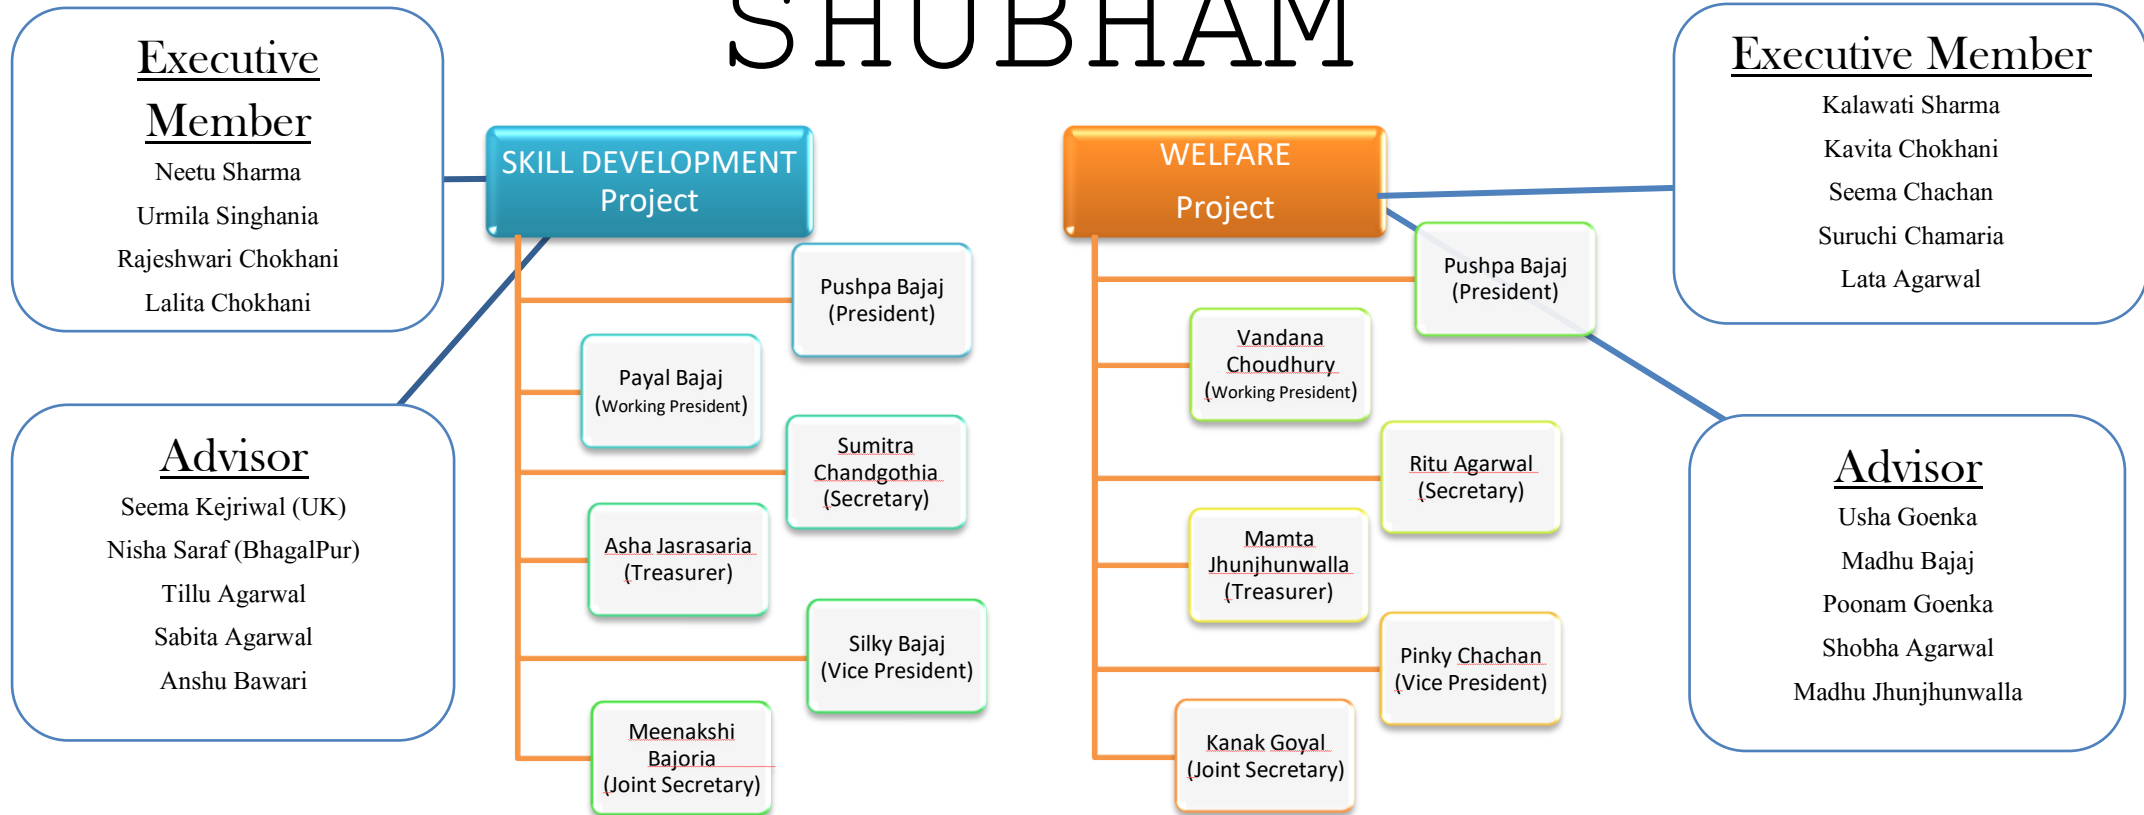 SHUBHAM
Executive
Member
Neetu Sharma
Urmila Singhania
Rajeshwari Chokhani
Lalita Chokhani
Advisor
Seema Kejriwal (UK)
Nisha Saraf (BhagalPur)
Tillu Agarwal
Sabita Agarwal
Anshu Bawari
SKILL DEVELOPMENT
Project
Pushpa Bajaj
(President)
Payal Bajaj
(Working President)
Sumitra
Chandgothia
(Secretary)
Asha Jasrasaria
(Treasurer)
Silky Bajaj
(Vice President)
Meenakshi
Bajoria
(Joint Secretary)
WELFARE
Project
Pushpa Bajaj
(President)
Vandana
Choudhury
(Working President)
Ritu Agarwal
(Secretary)
Mamta
Jhunjhunwalla
(Treasurer)
Pinky Chachan
(Vice President)
Kanak Goyal
(Joint Secretary)
Executive Member
Kalawati Sharma
Kavita Chokhani
Seema Chachan
Suruchi Chamaria
Lata Agarwal
Advisor
Usha Goenka
Madhu Bajaj
Poonam Goenka
Shobha Agarwal
Madhu Jhunjhunwalla